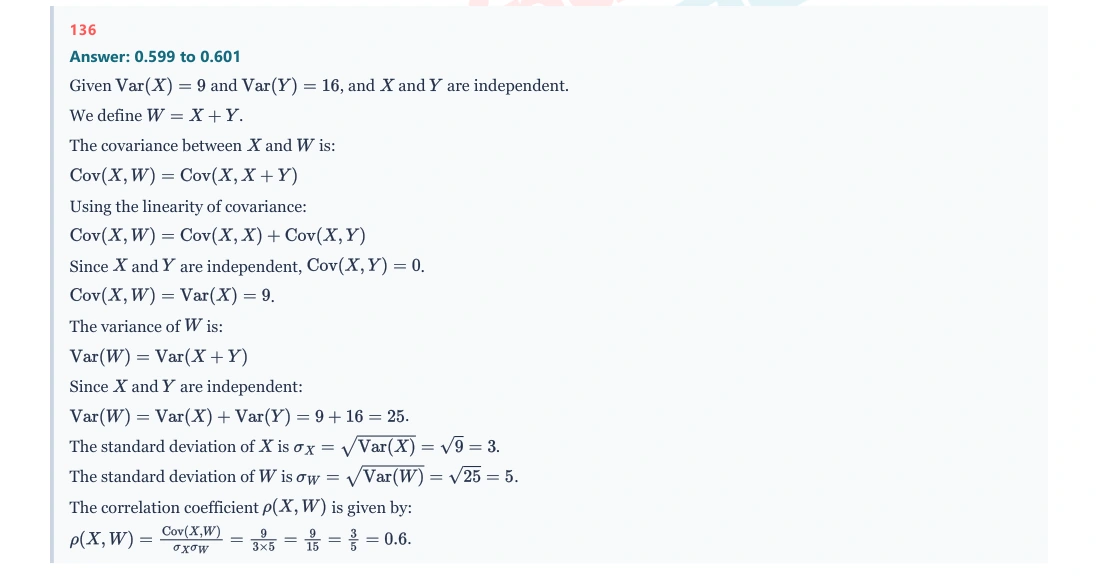 136
Answer: 0.599 to 0.601
Given Var(X) = 9 and Var(Y) = 16, and X and Y are independent.
We define W = X + Y.
The covariance between X and W is:
Cov(X, W) = Cov(X, X + Y)
Using the linearity of covariance:
Cov(X, W) = Cov(X, X) + Cov(X, Y)
Since X and Y are independent, Cov(X, Y) = 0.
Cov(X, W) = Var(X) = 9.
The variance of W is:
Var(W) = Var(X + Y)
Since X and Y are independent:
Var(W) = Var(X) + Var(Y) = 9 + 16 = 25.
The standard deviation of X is σ_X = √Var(X) = √9 = 3.
The standard deviation of W is σ_W = √Var(W) = √25 = 5.
The correlation coefficient ρ(X, W) is given by:
ρ(X, W) = Cov(X,W)/σ_Xσ_W = 9/3×5 = 9/15 = 3/5 = 0.6.